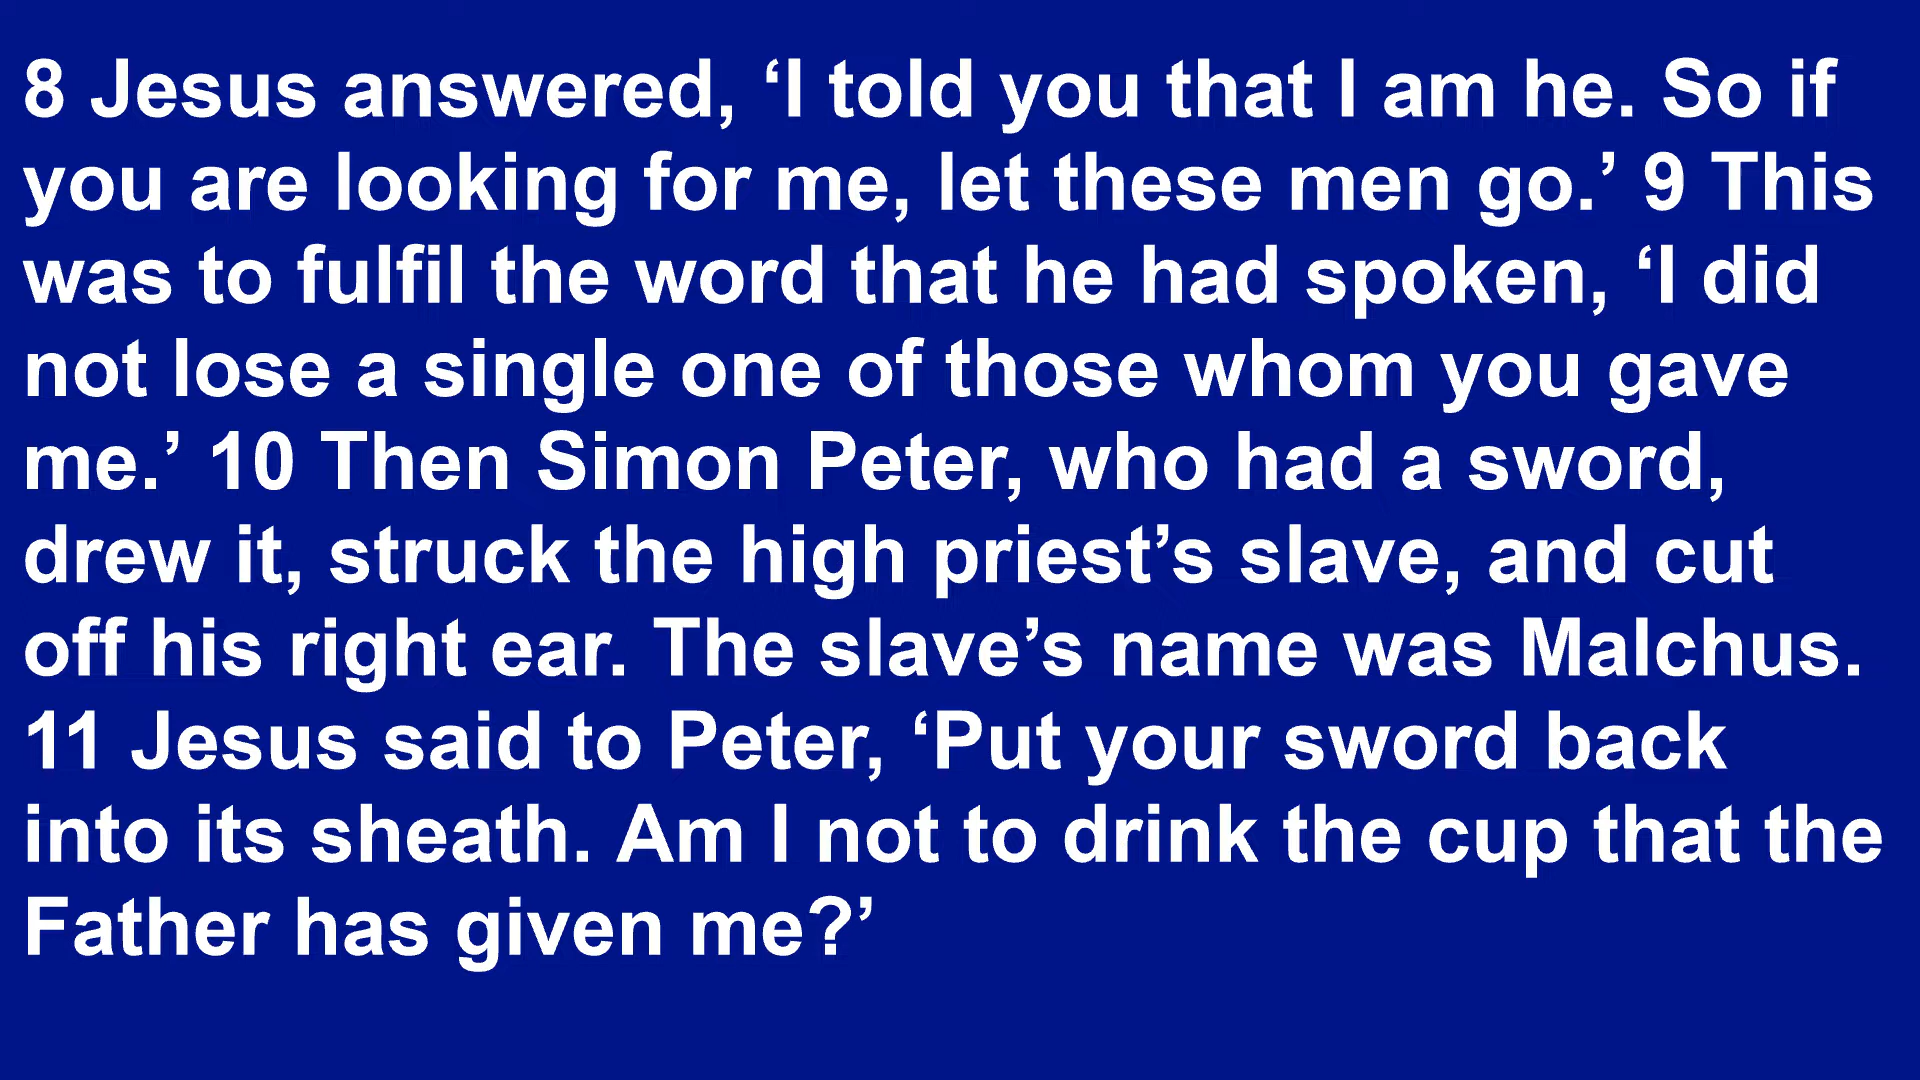 8 Jesus answered, ‘I told you that I am he. So if
you are looking for me, let these men go.’ 9 This
was to fulfil the word that he had spoken, ‘I did
not lose a single one of those whom you gave
me.’ 10 Then Simon Peter, who had a sword,
drew it, struck the high priest’s slave, and cut
off his right ear. The slave’s name was Malchus.
11 Jesus said to Peter, ‘Put your sword back
into its sheath. Am I not to drink the cup that the
Father has given me?’